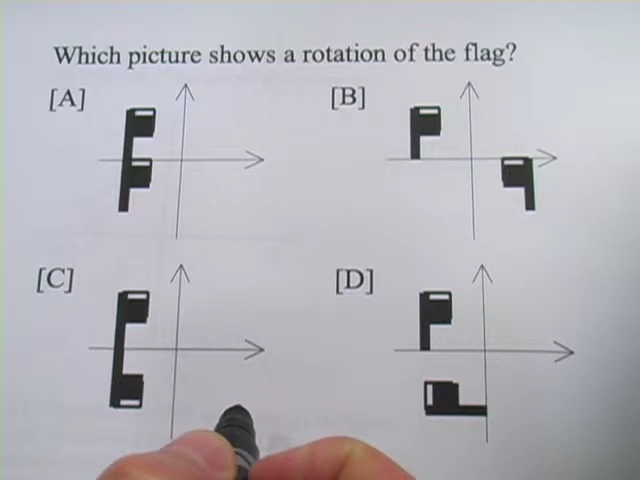 Which picture shows a rotation of the flag?
[A]
[B]
[C]
[D]